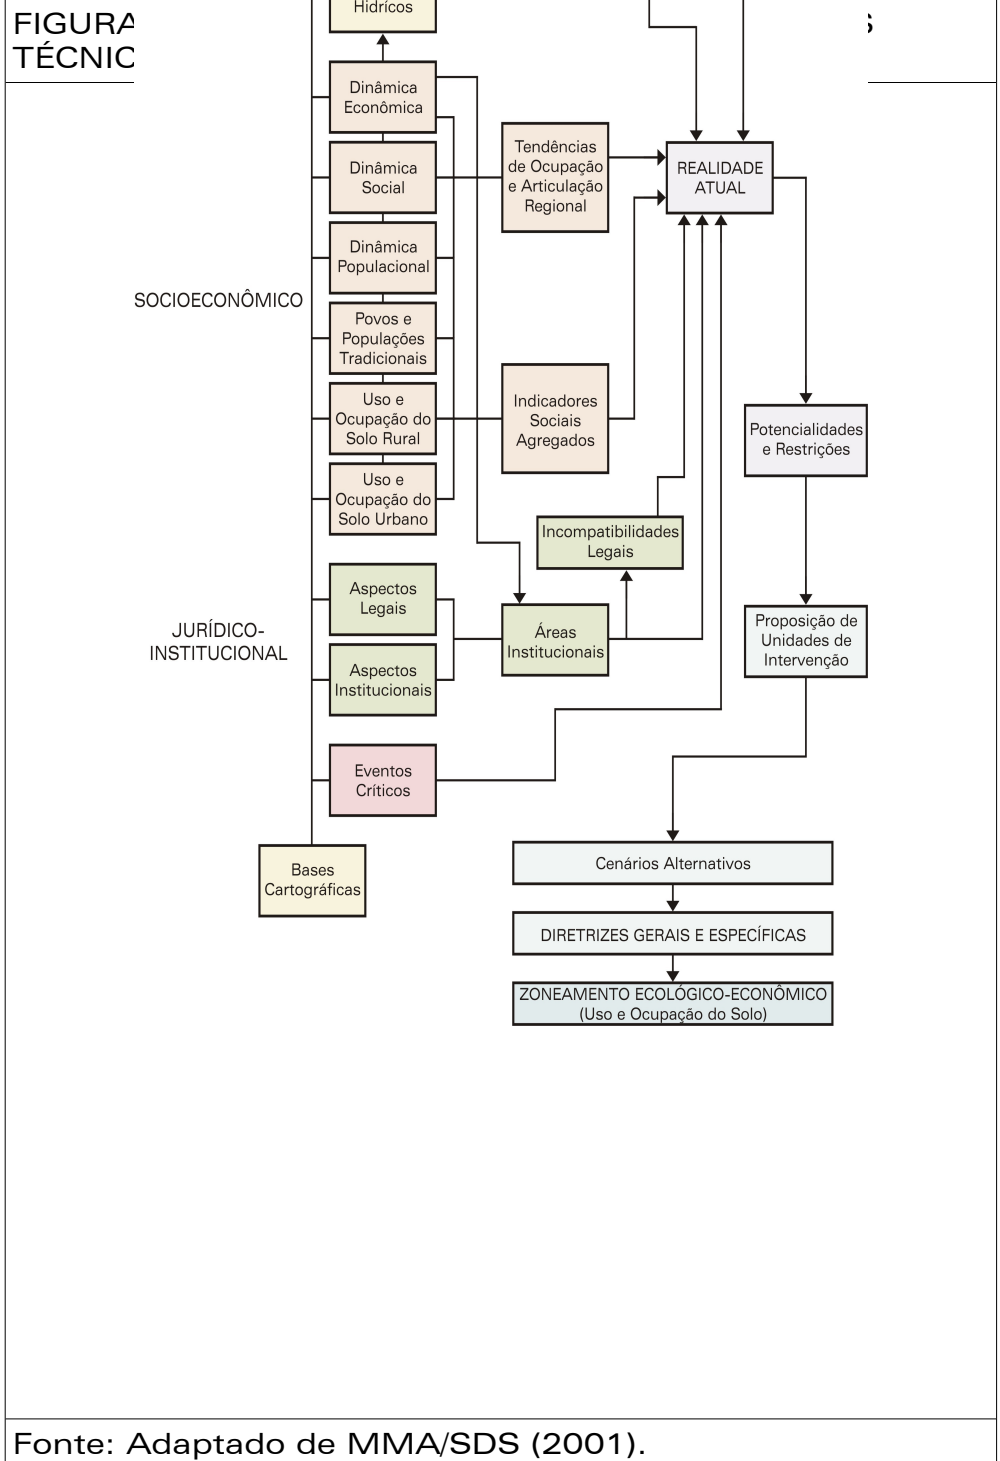 FIGURA
TÉCNIC
Hidrícos
Dinâmica
Econômica
Dinâmica
Social
Dinâmica
Populacional
SOCIOECONÔMICO
Povos e
Populações
Tradicionais
Uso e
Ocupação do
Solo Rural
Uso e
Ocupação do
Solo Urbano
Tendências
de Ocupação
e Articulação
Regional
REALIDADE
ATUAL
Indicadores
Sociais
Agregados
Potencialidades
e Restrições
Incompatibilidades
Legais
JURÍDICO-
INSTITUCIONAL
Aspectos
Legais
Aspectos
Institucionais
Áreas
Institucionais
Proposição de
Unidades de
Intervenção
Eventos
Críticos
Bases
Cartográficas
Cenários Alternativos
DIRETRIZES GERAIS E ESPECÍFICAS
ZONEAMENTO ECOLÓGICO-ECONÔMICO
(Uso e Ocupação do Solo)
Fonte: Adaptado de MMA/SDS (2001).